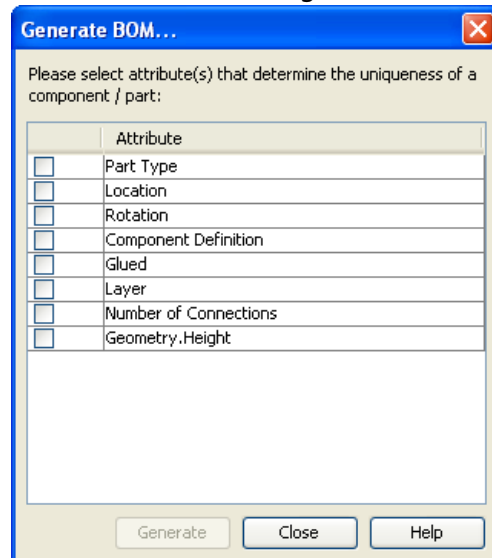 Generate BOM...
Please select attribute(s) that determine the uniqueness of a
component / part:
Attribute
Part Type
Location
Rotation
Component Definition
Glued
Layer
Number of Connections
Geometry.Height
Generate Close Help